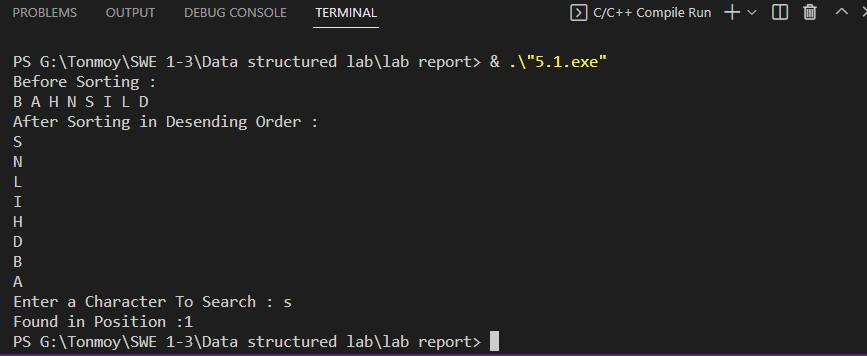 PROBLEMS OUTPUT DEBUG CONSOLE TERMINAL C/C++ Compile Run
PS G:\Tonmoy\SWE 1-3\Data structured lab\lab report> & .\"5.1.exe"
Before Sorting :
B A H N S I L D
After Sorting in Desending Order :
S
N
L
I
H
D
B
A
Enter a Character To Search : s
Found in Position :1
PS G:\Tonmoy\SWE 1-3\Data structured lab\lab report>